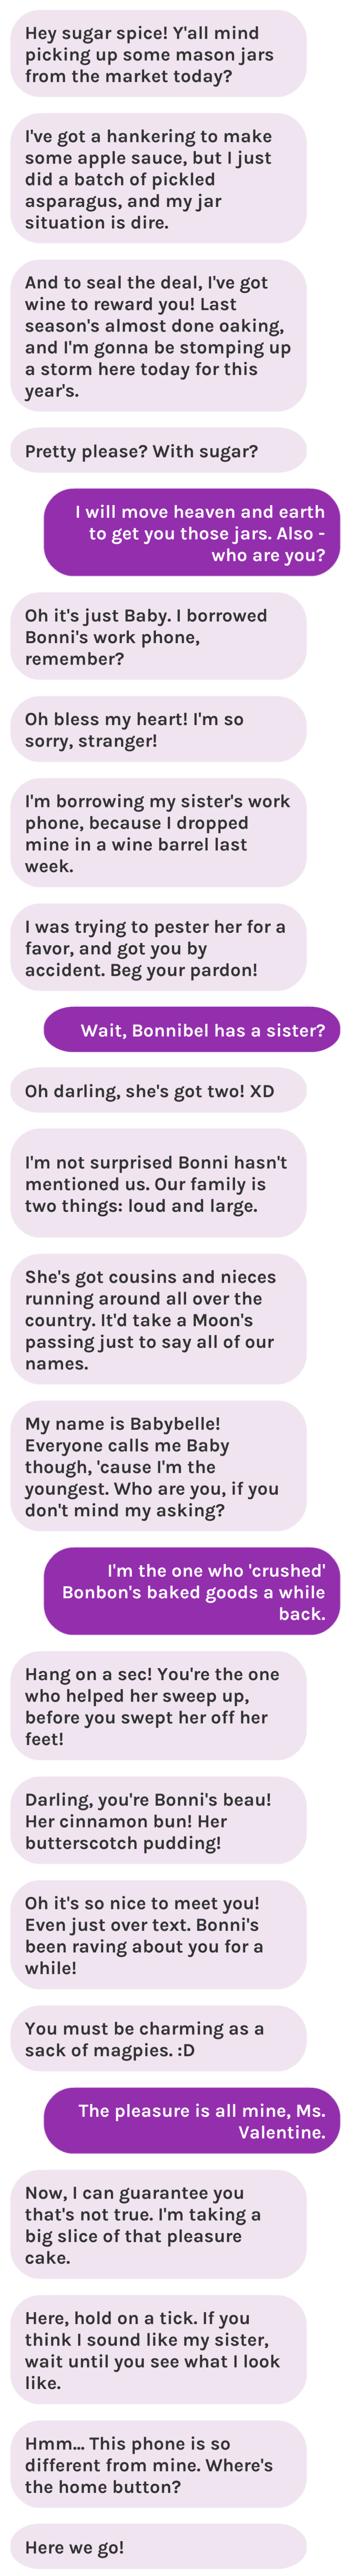 Hey sugar spice! Y'all mind
picking up some mason jars
from the market today?
I've got a hankering to make
some apple sauce, but I just
did a batch of pickled
asparagus, and my jar
situation is dire.
And to seal the deal, I've got
wine to reward you! Last
season's almost done oaking,
and I'm gonna be stomping up
a storm here today for this
year's.
Pretty please? With sugar?
I will move heaven and earth
to get you those jars. Also -
who are you?
Oh it's just Baby. I borrowed
Bonni's work phone,
remember?
Oh bless my heart! I'm so
sorry, stranger!
I'm borrowing my sister's work
phone, because I dropped
mine in a wine barrel last
week.
I was trying to pester her for a
favor, and got you by
accident. Beg your pardon!
Wait, Bonnibel has a sister?
Oh darling, she's got two! XD
I'm not surprised Bonni hasn't
mentioned us. Our family is
two things: loud and large.
She's got cousins and nieces
running around all over the
country. It'd take a Moon's
passing just to say all of our
names.
My name is Babybelle!
Everyone calls me Baby
though, 'cause I'm the
youngest. Who are you, if you
don't mind my asking?
I'm the one who 'crushed'
Bonbon's baked goods a while
back.
Hang on a sec! You're the one
who helped her sweep up,
before you swept her off her
feet!
Darling, you're Bonni's beau!
Her cinnamon bun! Her
butterscotch pudding!
Oh it's so nice to meet you!
Even just over text. Bonni's
been raving about you for a
while!
You must be charming as a
sack of magpies. :D
The pleasure is all mine, Ms.
Valentine.
Now, I can guarantee you
that's not true. I'm taking a
big slice of that pleasure
cake.
Here, hold on a tick. If you
think I sound like my sister,
wait until you see what I look
like.
Hmm... This phone is so
different from mine. Where's
the home button?
Here we go!